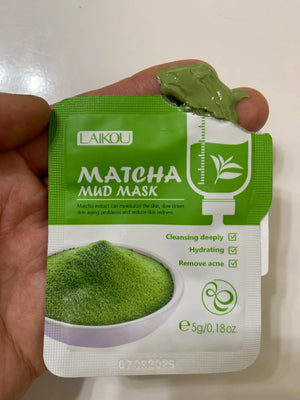 LAIKOU
MATCHA
MUD MASK
Matcha extract can moisturize the skin, slow down
skin aging problems and reduce skin redness.
Cleansing deeply ☑
Hydrating ☑
Remove acne ☑
℮ 5g/0.18oz.